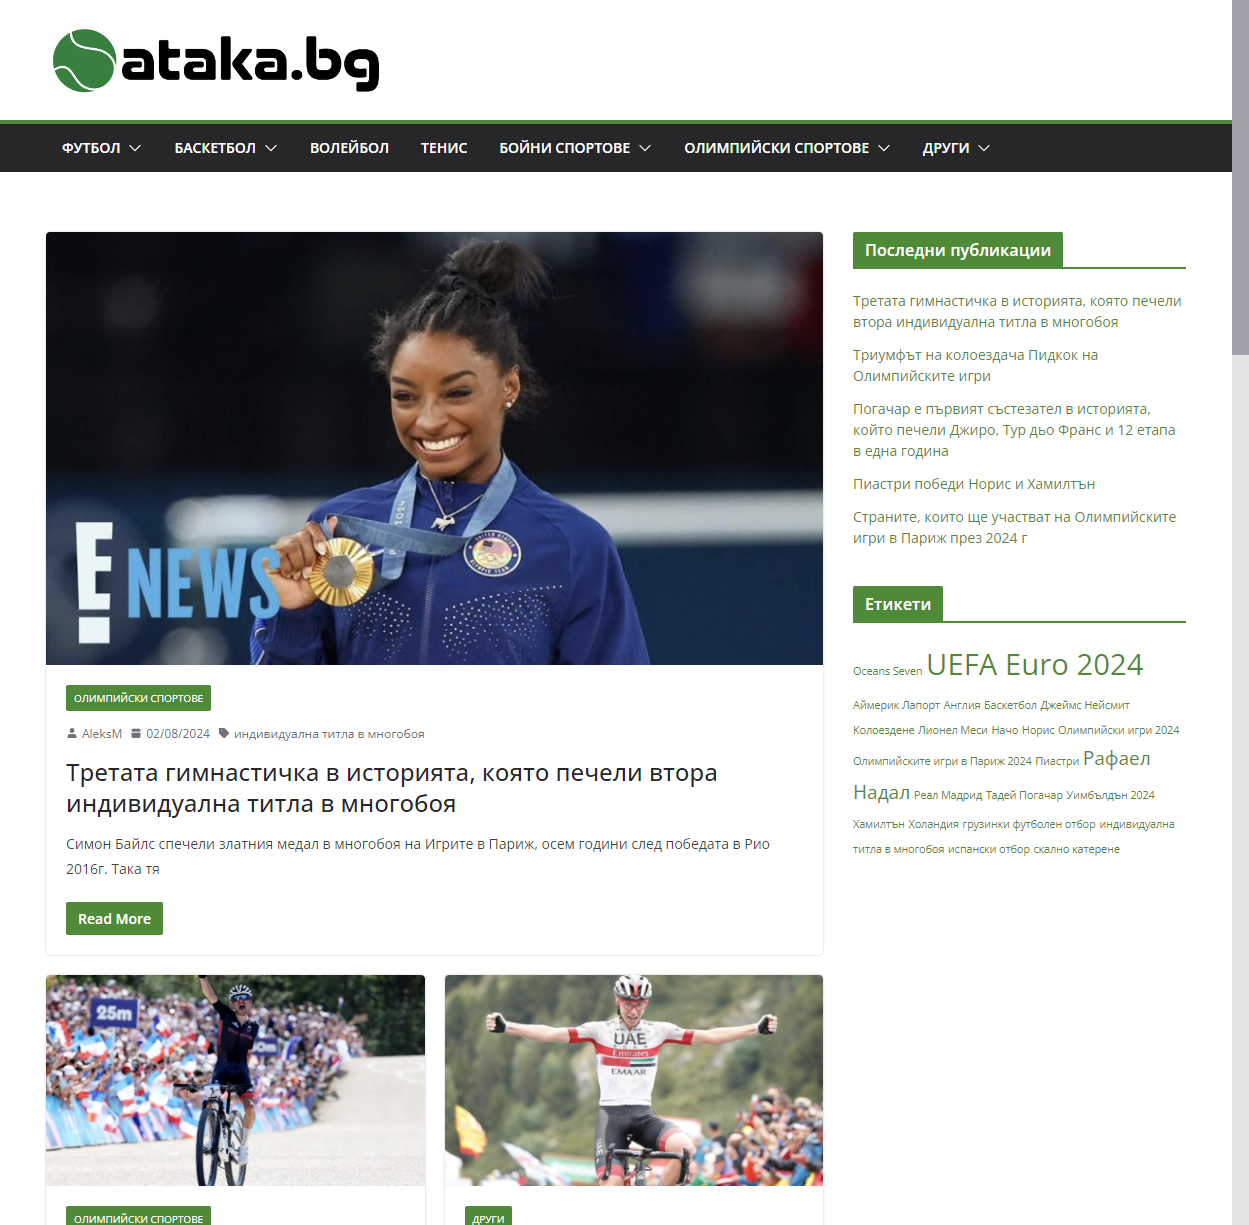 ataka.bg
ФУТБОЛ
БАСКЕТБОЛ
ВОЛЕЙБОЛ
ТЕНИС
БОЙНИ СПОРТОВЕ
ОЛИМПИЙСКИ СПОРТОВЕ
ДРУГИ
E NEWS
2024
UNITED STATES
ОЛИМПИЙСКИ СПОРТОВЕ
AleksM 02/08/2024 индивидуална титла в многобоя
Третата гимнастичка в историята, която печели втора
индивидуална титла в многобоя
Симон Байлс спечели златния медал в многобоя на Игрите в Париж, осем години след победата в Рио
2016г. Така тя
Read More
25m
ОЛИМПИЙСКИ СПОРТОВЕ
UAE
Emirates
EMAAR
ДРУГИ
Последни публикации
Третата гимнастичка в историята, която печели
втора индивидуална титла в многобоя
Триумфът на колоездача Пидкок на
Олимпийските игри
Погачар е първият състезател в историята,
който печели Джиро, Тур дьо Франс и 12 етапа
в една година
Пиастри победи Норис и Хамилтън
Страните, които ще участват на Олимпийските
игри в Париж през 2024 г
Етикети
Oceans Seven UEFA Euro 2024
Аймерик Лапорт Англия Баскетбол Джеймс Нейсмит
Колоездене Лионел Меси Начо Норис Олимпийски игри 2024
Олимпийските игри в Париж 2024 Пиастри Рафаел
Надал Реал Мадрид Тадей Погачар Уимбълдън 2024
Хамилтън Холандия грузинки футболен отбор индивидуална
титла в многобоя испански отбор скално катерене